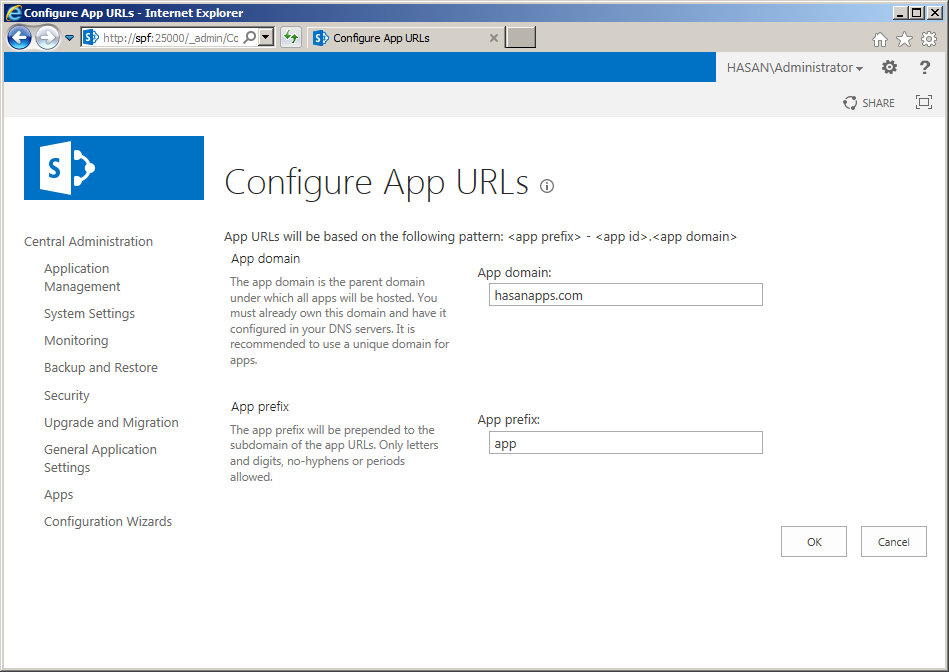 Configure App URLs - Internet Explorer
http://spf:25000/_admin/Co
Configure App URLs
HASAN\Administrator
?
SHARE
S
Configure App URLs
Central Administration
Application
Management
System Settings
Monitoring
Backup and Restore
Security
Upgrade and Migration
General Application
Settings
Apps
Configuration Wizards
App URLs will be based on the following pattern: <app prefix> - <app id>.<app domain>
App domain
The app domain is the parent domain
under which all apps will be hosted. You
must already own this domain and have it
configured in your DNS servers. It is
recommended to use a unique domain for
apps.
App domain:
hasanapps.com
App prefix
The app prefix will be prepended to the
subdomain of the app URLs. Only letters
and digits, no-hyphens or periods
allowed.
App prefix:
app
OK
Cancel